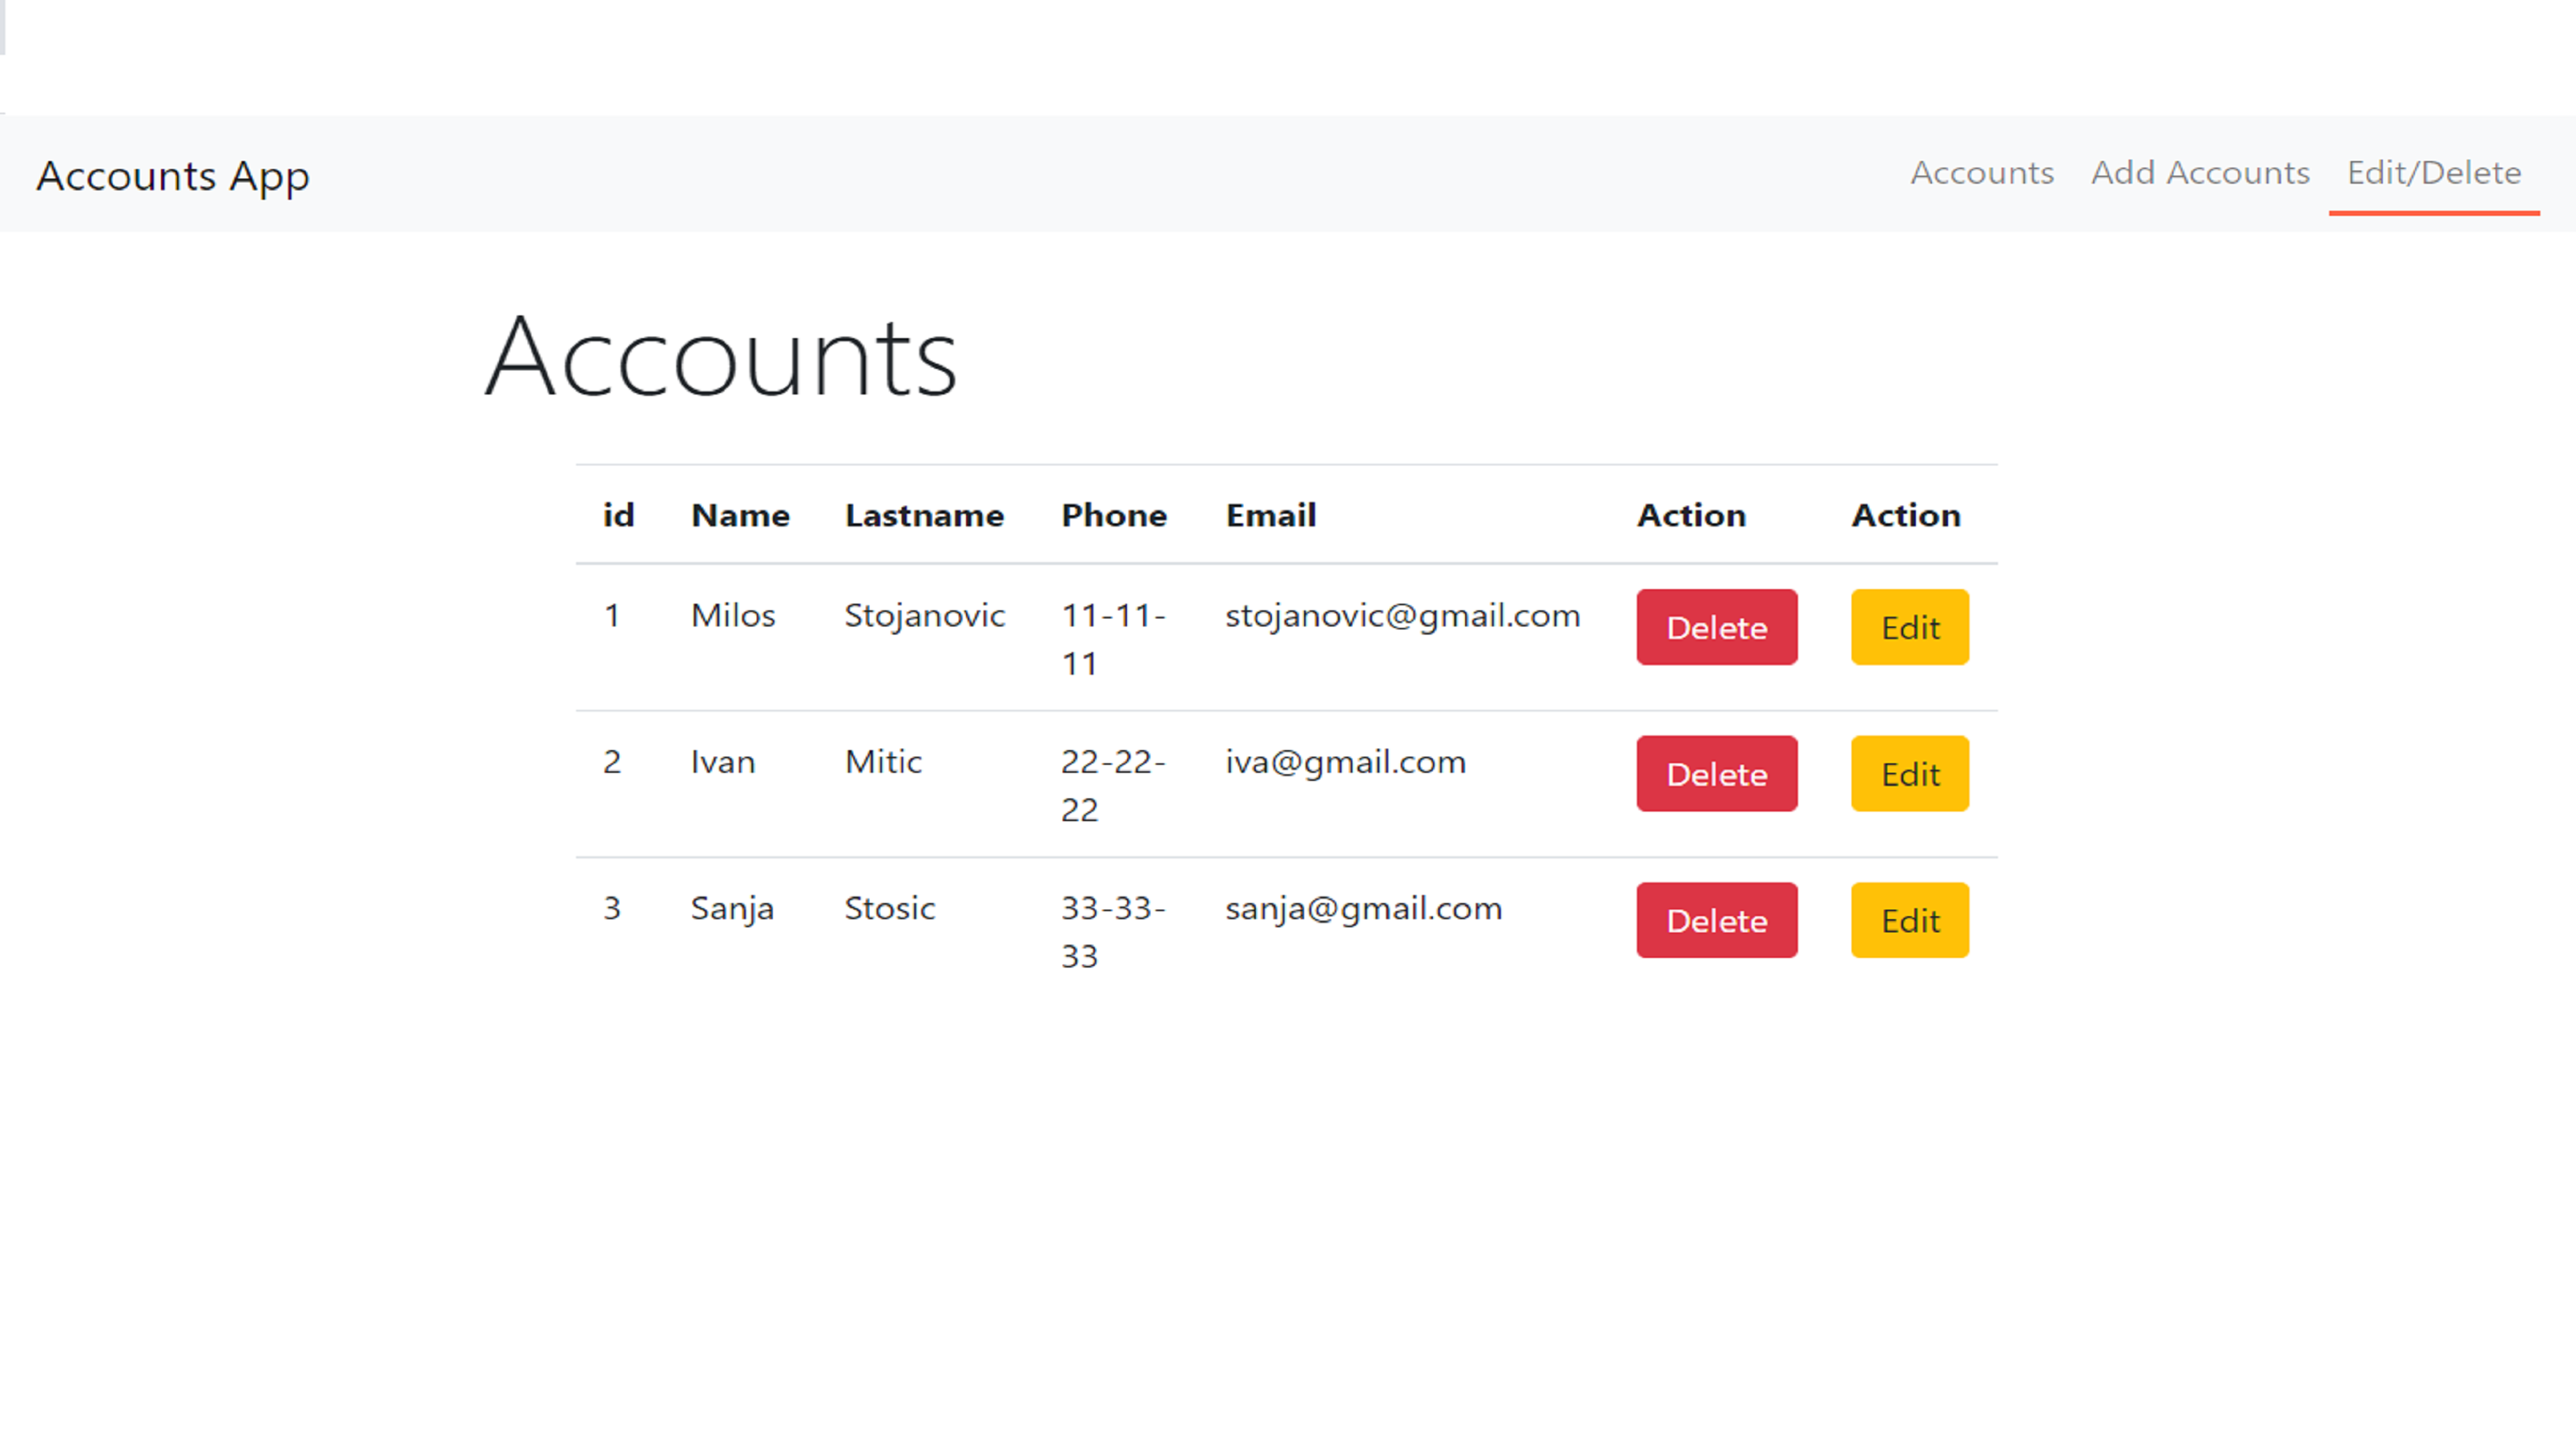 Accounts App Accounts Add Accounts Edit/Delete
Accounts
id Name Lastname Phone Email Action Action
1 Milos Stojanovic 11-11-
11 stojanovic@gmail.com Delete Edit
2 Ivan Mitic 22-22-
22 iva@gmail.com Delete Edit
3 Sanja Stosic 33-33-
33 sanja@gmail.com Delete Edit